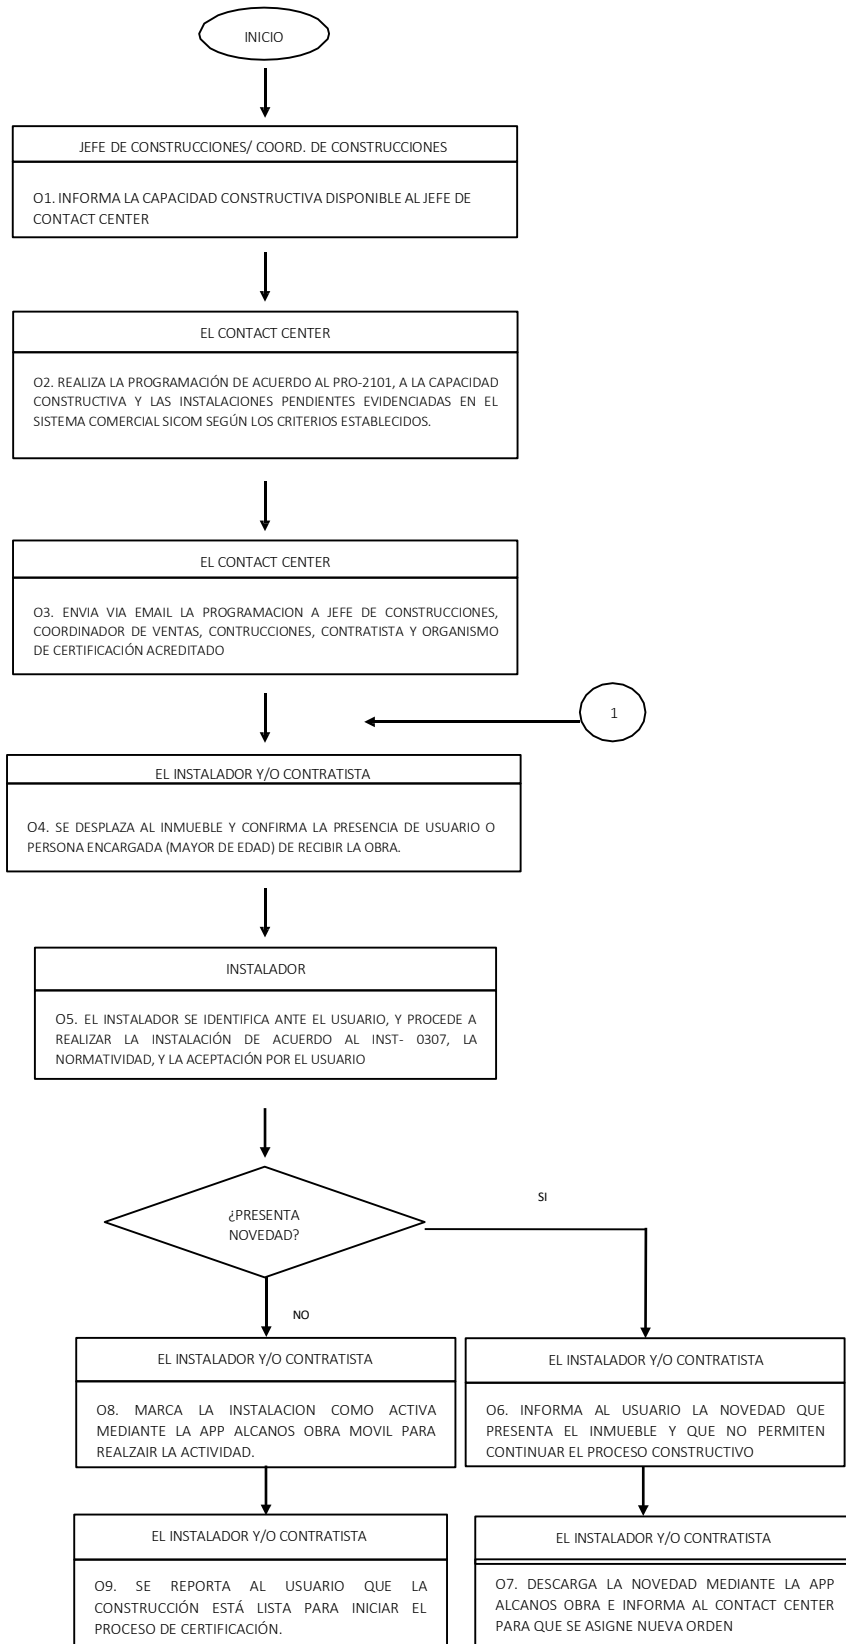 INICIO
JEFE DE CONSTRUCCIONES/ COORD. DE CONSTRUCCIONES
O1. INFORMA LA CAPACIDAD CONSTRUCTIVA DISPONIBLE AL JEFE DE
CONTACT CENTER
EL CONTACT CENTER
O2. REALIZA LA PROGRAMACIÓN DE ACUERDO AL PRO-2101, A LA CAPACIDAD
CONSTRUCTIVA Y LAS INSTALACIONES PENDIENTES EVIDENCIADAS EN EL
SISTEMA COMERCIAL SICOM SEGÚN LOS CRITERIOS ESTABLECIDOS.
EL CONTACT CENTER
O3. ENVIA VIA EMAIL LA PROGRAMACION A JEFE DE CONSTRUCCIONES,
COORDINADOR DE VENTAS, CONTRUCCIONES, CONTRATISTA Y ORGANISMO
DE CERTIFICACIÓN ACREDITADO
1
EL INSTALADOR Y/O CONTRATISTA
O4. SE DESPLAZA AL INMUEBLE Y CONFIRMA LA PRESENCIA DE USUARIO O
PERSONA ENCARGADA (MAYOR DE EDAD) DE RECIBIR LA OBRA.
INSTALADOR
O5. EL INSTALADOR SE IDENTIFICA ANTE EL USUARIO, Y PROCEDE A
REALIZAR LA INSTALACIÓN DE ACUERDO AL INST- 0307, LA
NORMATIVIDAD, Y LA ACEPTACIÓN POR EL USUARIO
¿PRESENTA
NOVEDAD?
SI
NO
EL INSTALADOR Y/O CONTRATISTA
O8. MARCA LA INSTALACION COMO ACTIVA
MEDIANTE LA APP ALCANOS OBRA MOVIL PARA
REALZAIR LA ACTIVIDAD.
EL INSTALADOR Y/O CONTRATISTA
O6. INFORMA AL USUARIO LA NOVEDAD QUE
PRESENTA EL INMUEBLE Y QUE NO PERMITEN
CONTINUAR EL PROCESO CONSTRUCTIVO
EL INSTALADOR Y/O CONTRATISTA
O9. SE REPORTA AL USUARIO QUE LA
CONSTRUCCIÓN ESTÁ LISTA PARA INICIAR EL
PROCESO DE CERTIFICACIÓN.
EL INSTALADOR Y/O CONTRATISTA
O7. DESCARGA LA NOVEDAD MEDIANTE LA APP
ALCANOS OBRA E INFORMA AL CONTACT CENTER
PARA QUE SE ASIGNE NUEVA ORDEN